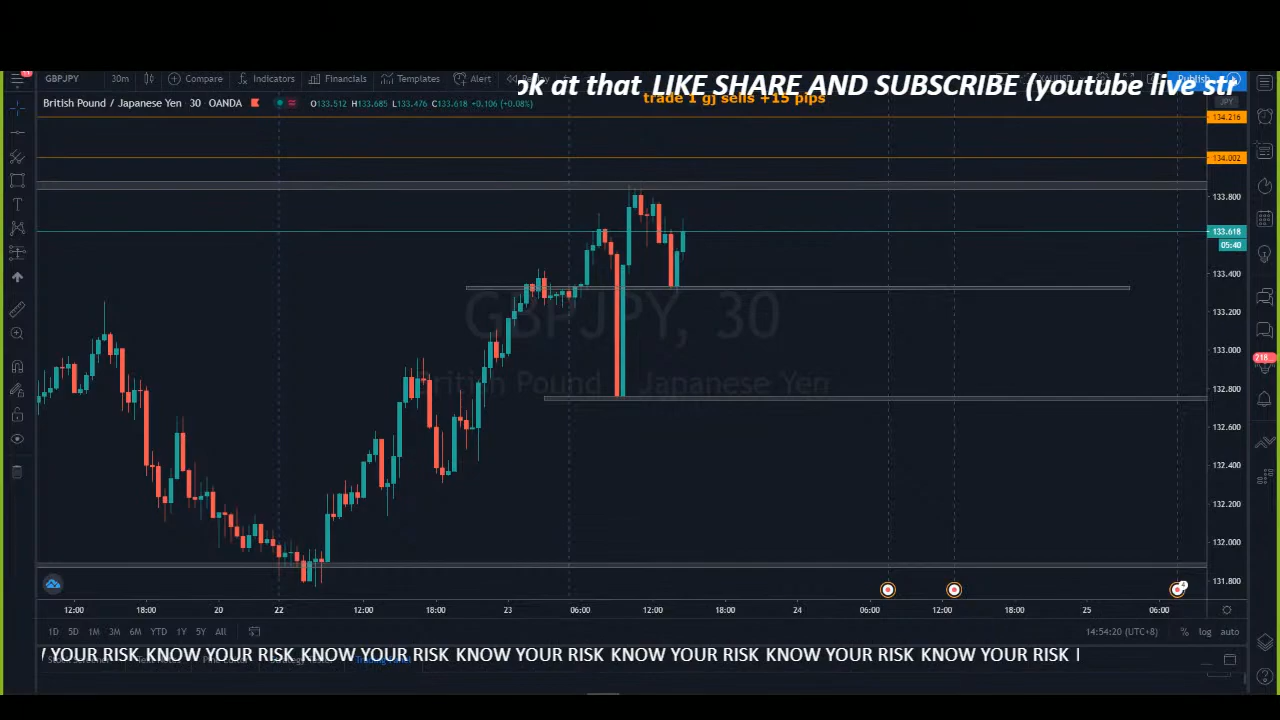 ok at that LIKE SHARE AND SUBSCRIBE (youtube live str
GBPJPY 30m Compare Indicators Financials Templates Alert Publish
trade 1 gj sells +15 pips
British Pound / Japanese Yen 30 OANDA O133.512 H133.685 L133.476 C133.618 +0.106 (+0.08%)
JPY
134.216
134.002
133.800
133.618
05:40
133.400
133.200
133.000
132.800
132.600
132.400
132.200
132.000
131.800
GBPJPY, 30
British Pound / Japanese Yen
218
4
12:00 18:00 20 22 12:00 18:00 23 06:00 12:00 18:00 24 06:00 12:00 18:00 25 06:00
1D 5D 1M 3M 6M YTD 1Y 5Y All 14:54:20 (UTC+8) % log auto
YOUR RISK KNOW YOUR RISK KNOW YOUR RISK KNOW YOUR RISK KNOW YOUR RISK KNOW YOUR RISK KNOW YOUR RISK